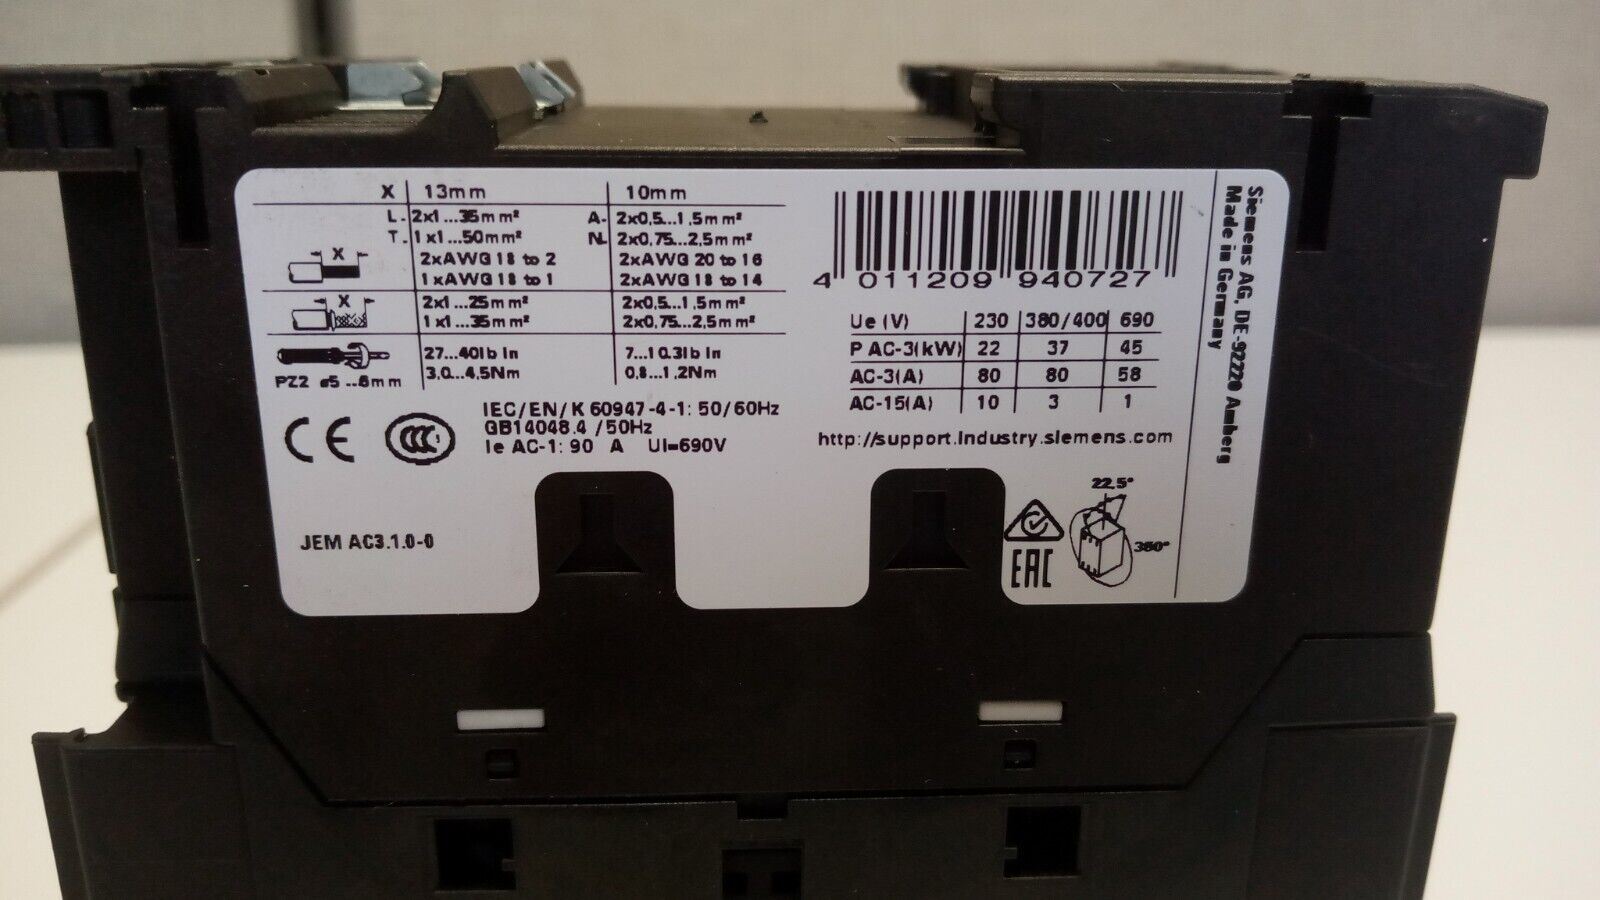 X 13mm 10mm
L- 2x1...35mm² A- 2x0,5...1,5mm²
T- 1x1...50mm² N- 2x0,75...2,5mm²
X 2xAWG 18 to 2 2xAWG 20 to 16
1xAWG 18 to 1 2xAWG 18 to 14
X 2x1...25mm² 2x0,5...1,5mm²
1x1...35mm² 2x0,75...2,5mm²
27...40lb in 7...10.3lb in
PZ2 ø5...6mm 3,0...4,5Nm 0,8...1,2Nm
CE CCC IEC/EN/K 60947-4-1: 50/60Hz
GB14048.4 /50Hz
Ie AC-1: 90 A Ui=690V
JEM AC3.1.0-0
4 011209 940727
Ue (V) 230 380/400 690
P AC-3(kW) 22 37 45
AC-3(A) 80 80 58
AC-15(A) 10 3 1
http://support.industry.siemens.com
22,5°
360°
EAC
Siemens AG, DE-92220 Amberg
Made in Germany